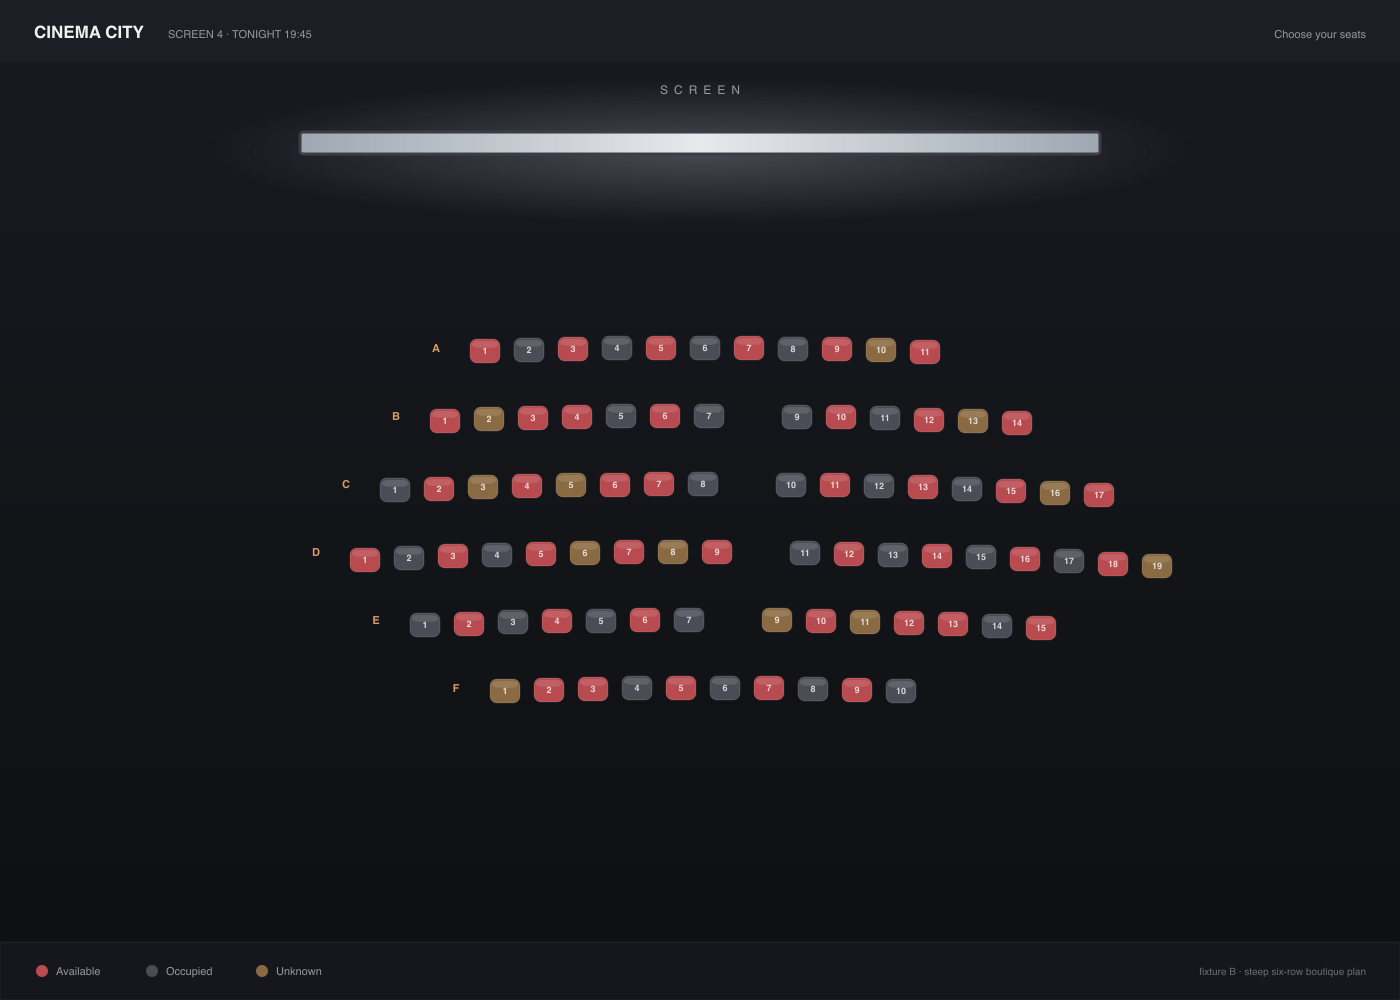 CINEMA CITY SCREEN 4 · TONIGHT 19:45 Choose your seats
SCREEN
A 1 2 3 4 5 6 7 8 9 10 11
B 1 2 3 4 5 6 7 9 10 11 12 13 14
C 1 2 3 4 5 6 7 8 10 11 12 13 14 15 16 17
D 1 2 3 4 5 6 7 8 9 11 12 13 14 15 16 17 18 19
E 1 2 3 4 5 6 7 9 10 11 12 13 14 15
F 1 2 3 4 5 6 7 8 9 10
Available Occupied Unknown fixture B · steep six-row boutique plan